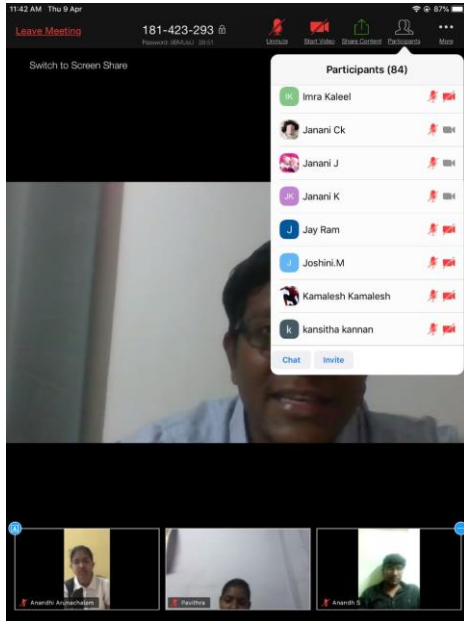 11:42 AM Thu 9 Apr
87%
Leave Meeting
181-423-293
Unmute
Start Video
Share Content
Participants
More
Switch to Screen Share
Participants (84)
IK Imra Kaleel
Janani Ck
Janani J
JK Janani K
J Jay Ram
J Joshini.M
Kamalesh Kamalesh
k kansitha kannan
Chat
Invite
Anandhi Arunachalam
Pavithra
Anandh S